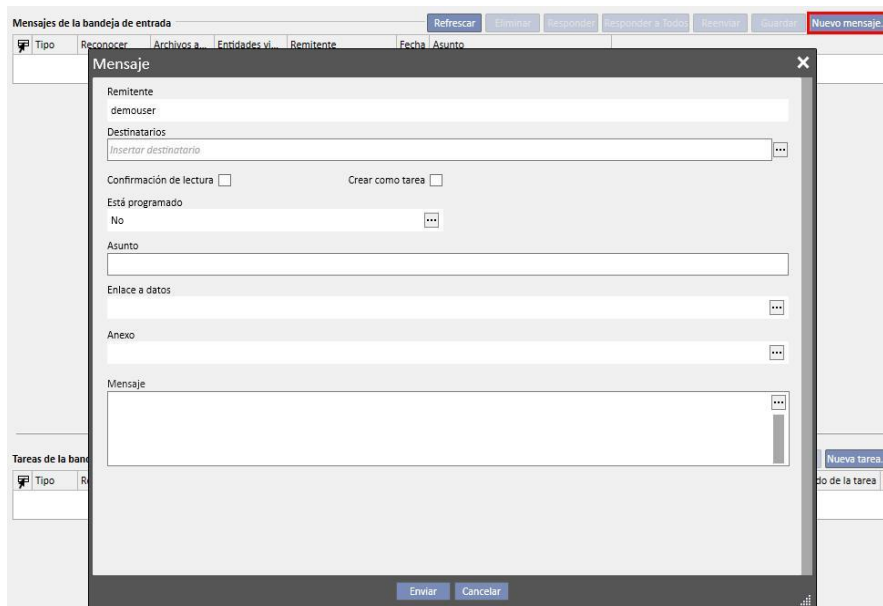 Mensajes de la bandeja de entrada Refrescar Eliminar Responder Responder a Todos Reenviar Guardar Nuevo mensaje
Tipo Reconocer Archivos a... Entidades vi... Remitente Fecha Asunto
Mensaje
Remitente
demouser
Destinatarios
Insertar destinatario
Confirmación de lectura Crear como tarea
Está programado
No
Asunto
Enlace a datos
Anexo
Mensaje
Tareas de la band Nueva tarea.
Tipo do de la tarea
Enviar Cancelar